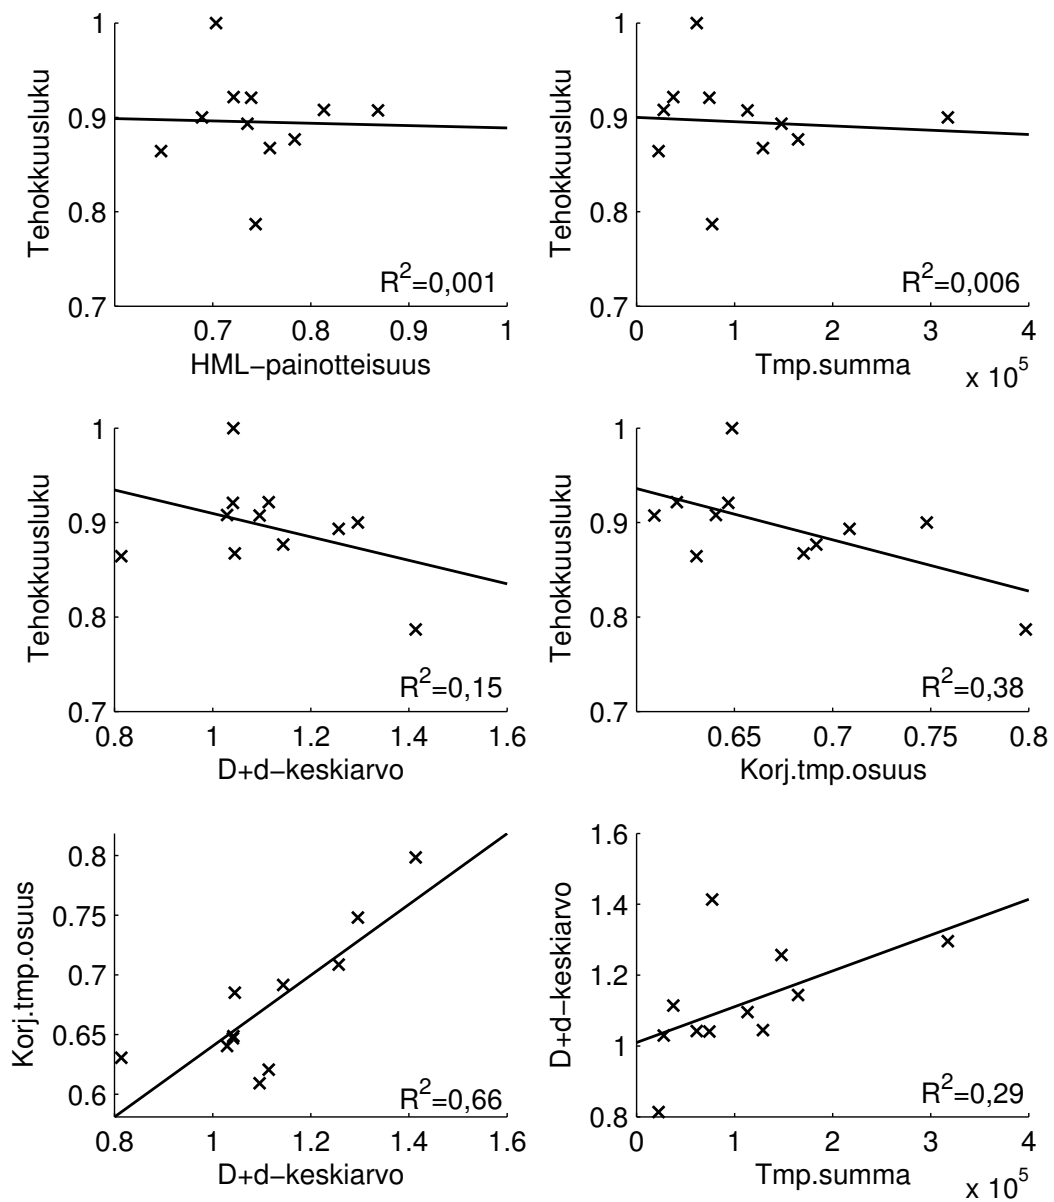 1
0.9
0.8
0.7
Tehokkuusluku
R²=0,001
0.7 0.8 0.9 1
HML−painotteisuus
1
0.9
0.8
0.7
Tehokkuusluku
R²=0,006
0 1 2 3 4
Tmp.summa
x 10⁵
1
0.9
0.8
0.7
Tehokkuusluku
R²=0,15
0.8 1 1.2 1.4 1.6
D+d−keskiarvo
1
0.9
0.8
0.7
Tehokkuusluku
R²=0,38
0.65 0.7 0.75 0.8
Korj.tmp.osuus
0.8
0.75
0.7
0.65
0.6
Korj.tmp.osuus
R²=0,66
0.8 1 1.2 1.4 1.6
D+d−keskiarvo
1.6
1.4
1.2
1
0.8
D+d−keskiarvo
R²=0,29
0 1 2 3 4
Tmp.summa
x 10⁵